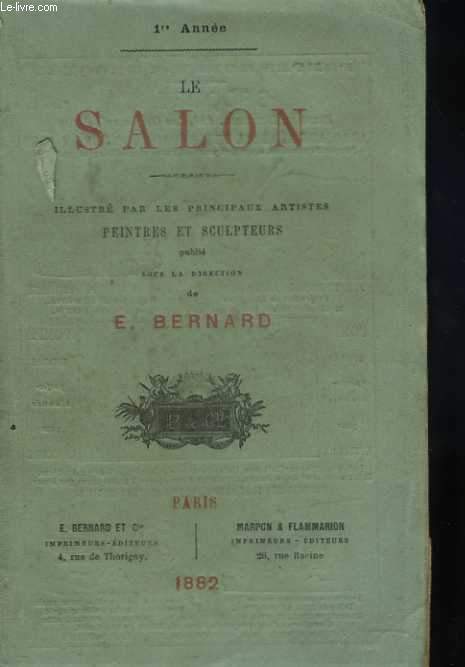 Le-livre.com
1re Année
LE
SALON
ILLUSTRÉ PAR LES PRINCIPAUX ARTISTES
PEINTRES ET SCULPTEURS
publié
SOUS LA DIRECTION
de
E. BERNARD
PARIS
E. BERNARD ET Cie
IMPRIMEURS-ÉDITEURS
4, rue de Thorigny.
MARPON & FLAMMARION
IMPRIMEURS - ÉDITEURS
26, rue Racine
1882